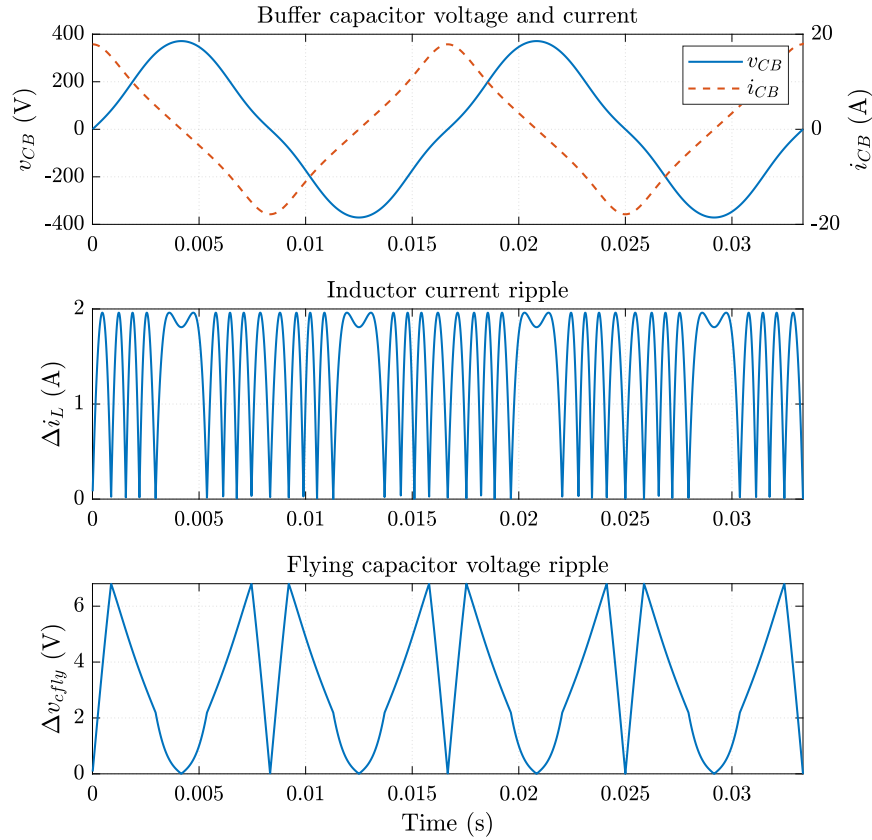 Buffer capacitor voltage and current
400
200
0
-200
-400
v_CB (V)
20
0
-20
i_CB (A)
v_CB
i_CB
0 0.005 0.01 0.015 0.02 0.025 0.03
Inductor current ripple
2
1
0
Δi_L (A)
0 0.005 0.01 0.015 0.02 0.025 0.03
Flying capacitor voltage ripple
6
4
2
0
Δv_cfly (V)
0 0.005 0.01 0.015 0.02 0.025 0.03
Time (s)